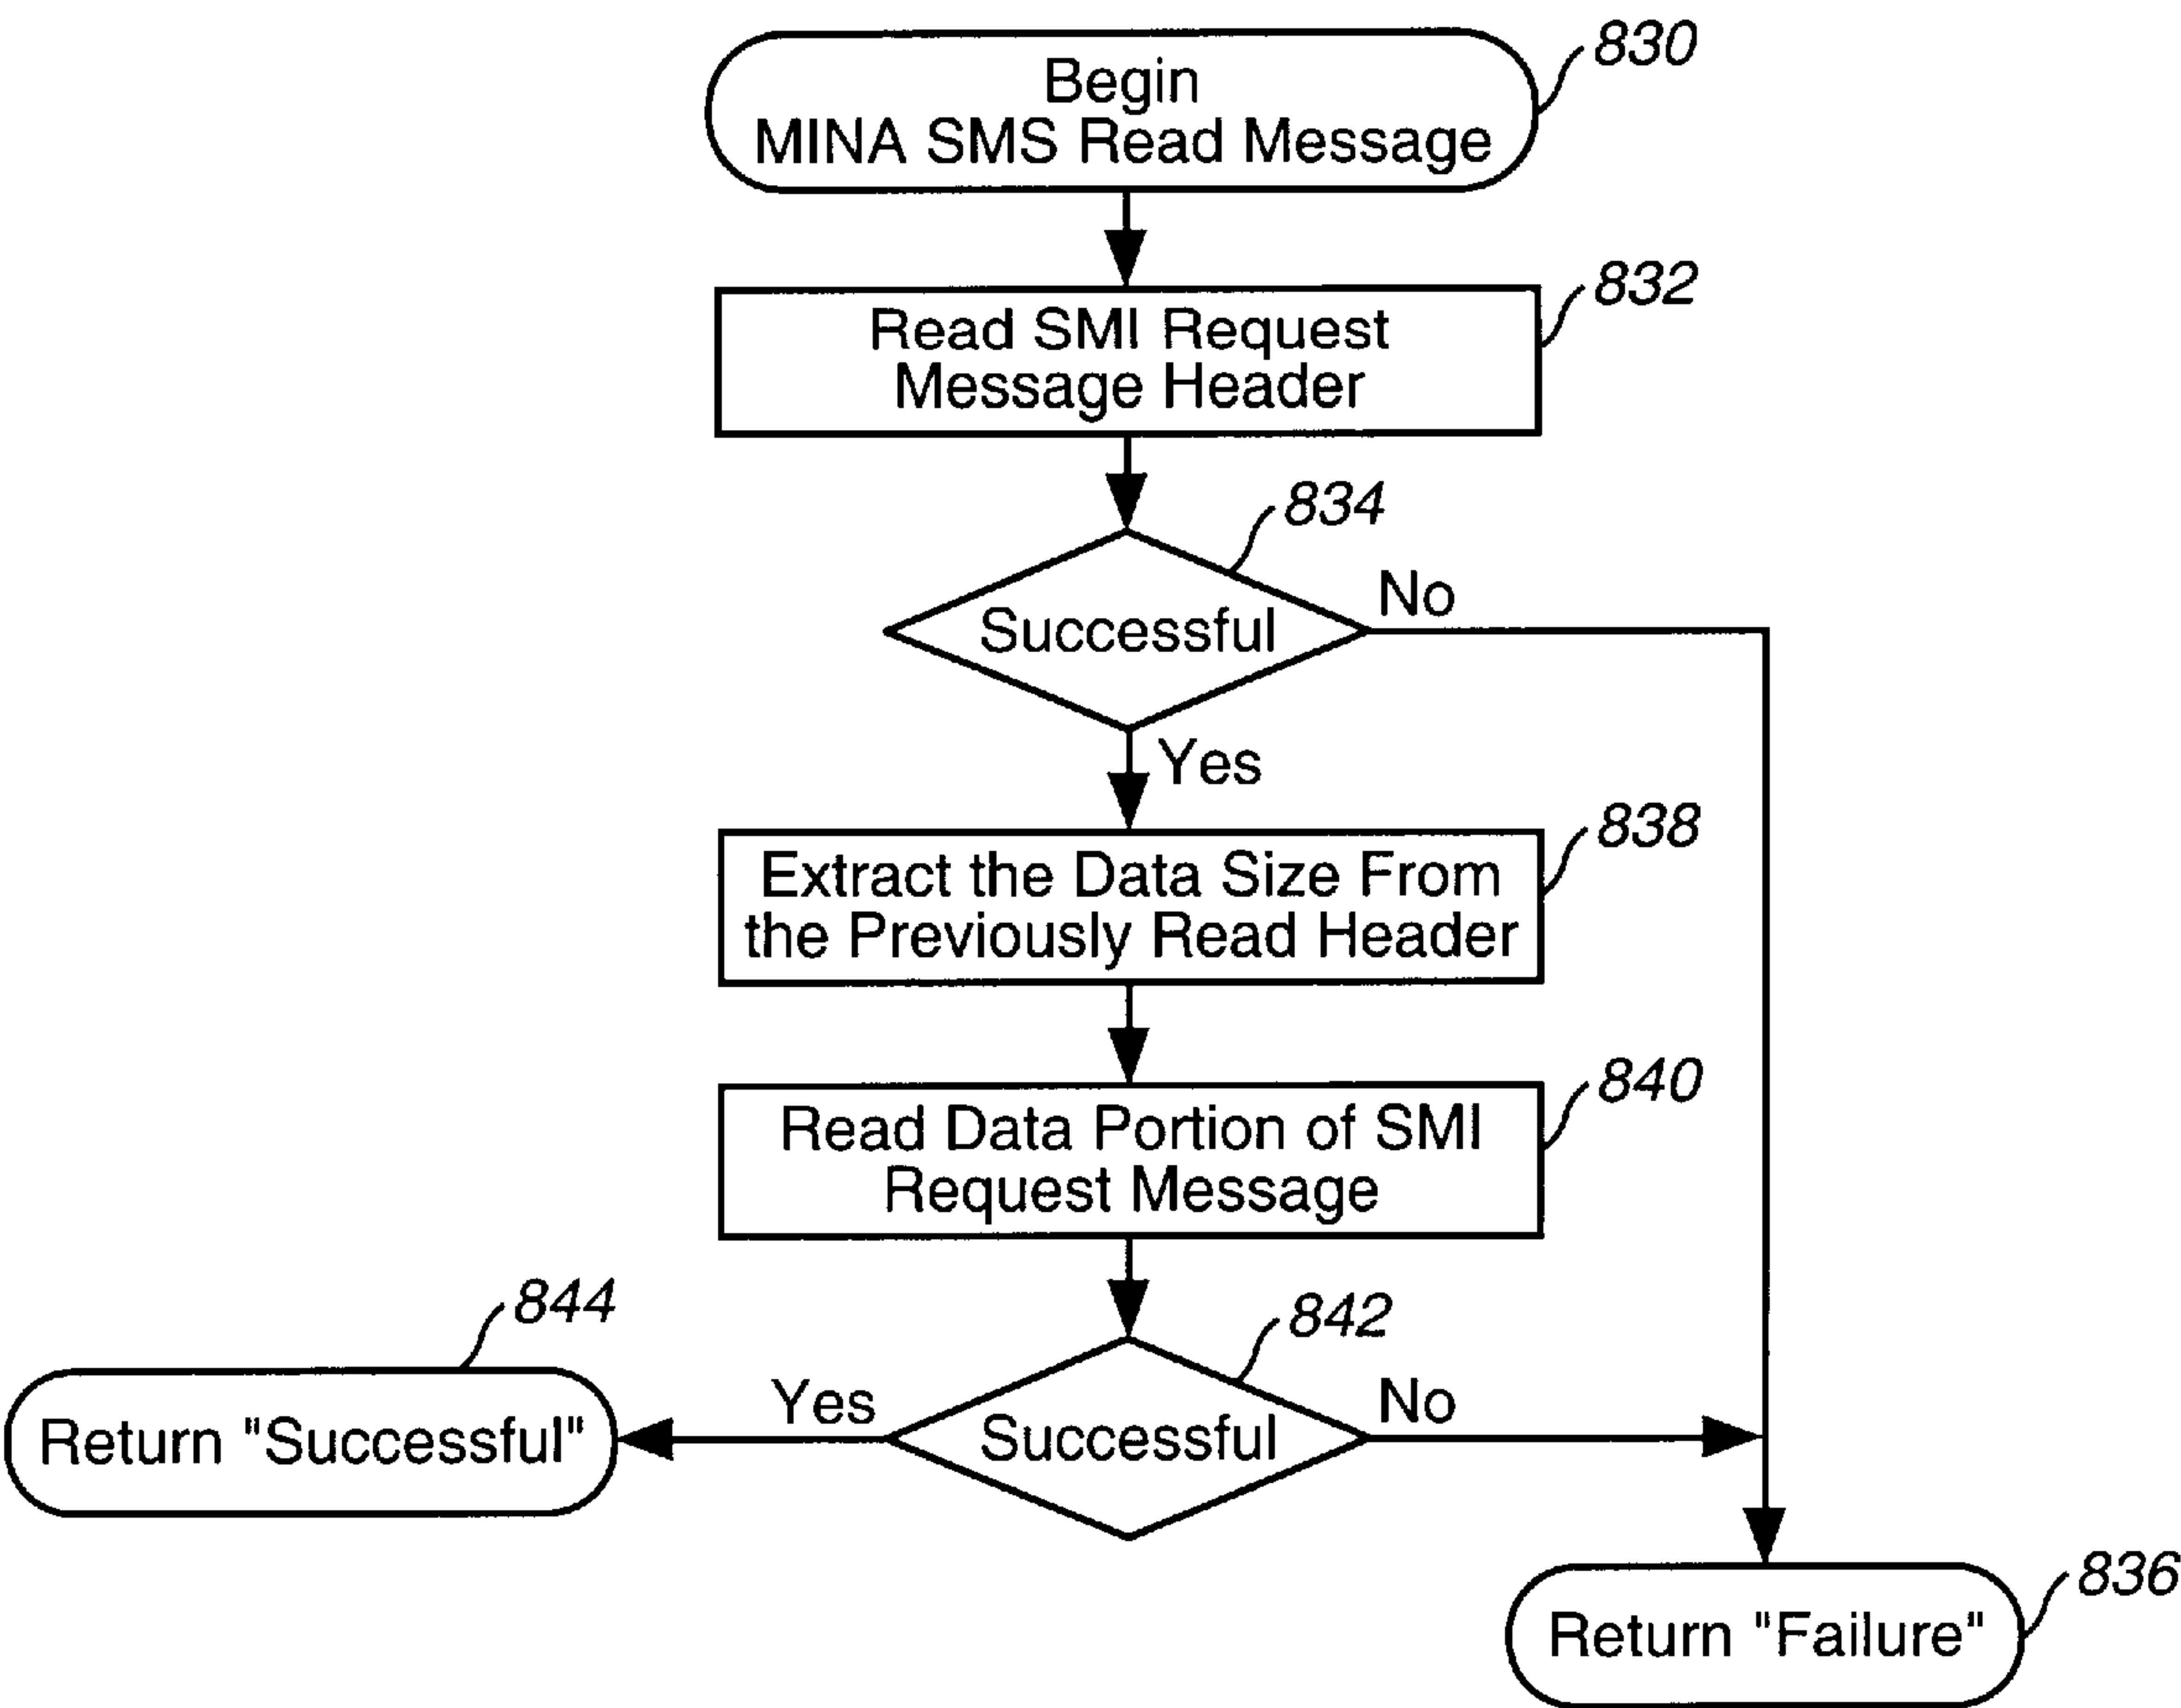 Begin
MINA SMS Read Message
830
Read SMI Request
Message Header
832
834
Successful
No
Yes
838
Extract the Data Size From
the Previously Read Header
840
Read Data Portion of SMI
Request Message
844
842
Return "Successful"
Yes
Successful
No
836
Return "Failure"